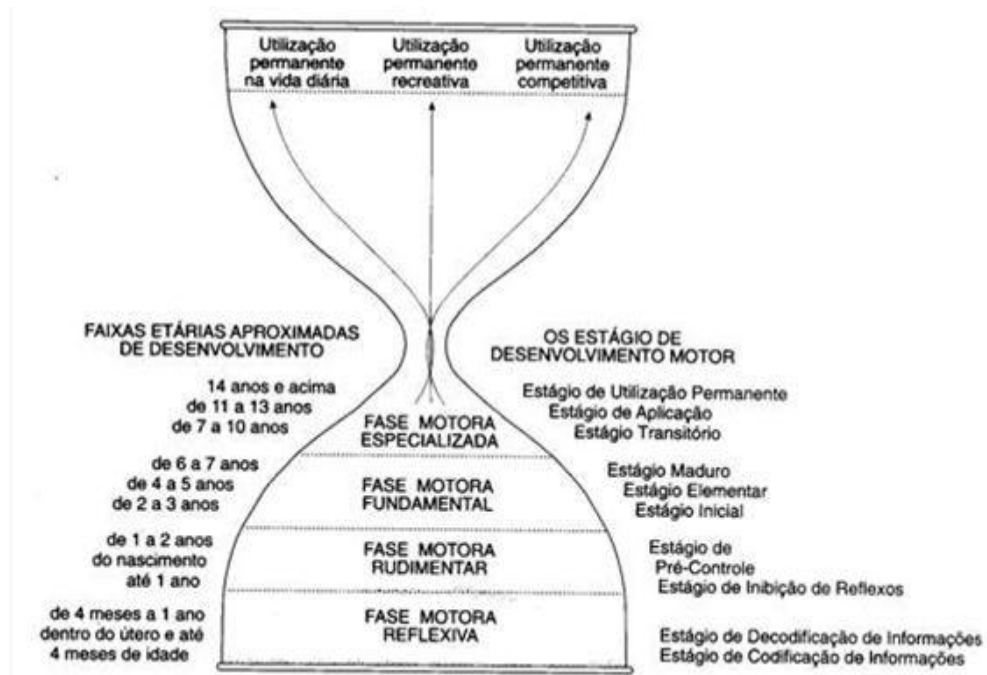 Utilização
permanente
na vida diária
Utilização
permanente
recreativa
Utilização
permanente
competitiva
FAIXAS ETÁRIAS APROXIMADAS
DE DESENVOLVIMENTO
OS ESTÁGIO DE
DESENVOLVIMENTO MOTOR
14 anos e acima
de 11 a 13 anos
de 7 a 10 anos
FASE MOTORA
ESPECIALIZADA
Estágio de Utilização Permanente
Estágio de Aplicação
Estágio Transitório
de 6 a 7 anos
de 4 a 5 anos
de 2 a 3 anos
FASE MOTORA
FUNDAMENTAL
Estágio Maduro
Estágio Elementar
Estágio Inicial
de 1 a 2 anos
do nascimento
até 1 ano
FASE MOTORA
RUDIMENTAR
Estágio de
Pré-Controle
Estágio de Inibição de Reflexos
de 4 meses a 1 ano
dentro do útero e até
4 meses de idade
FASE MOTORA
REFLEXIVA
Estágio de Decodificação de Informações
Estágio de Codificação de Informações